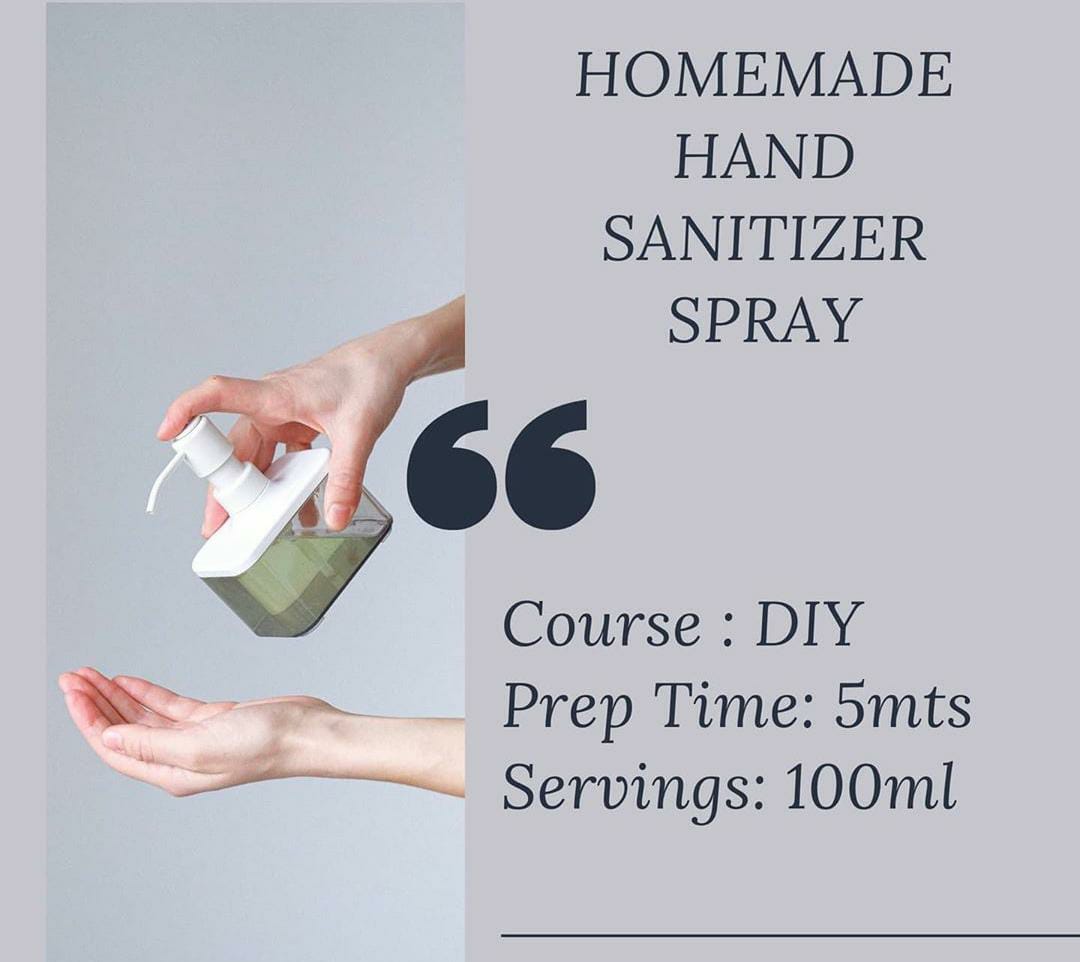 HOMEMADE
HAND
SANITIZER
SPRAY
“
Course : DIY
Prep Time: 5mts
Servings: 100ml